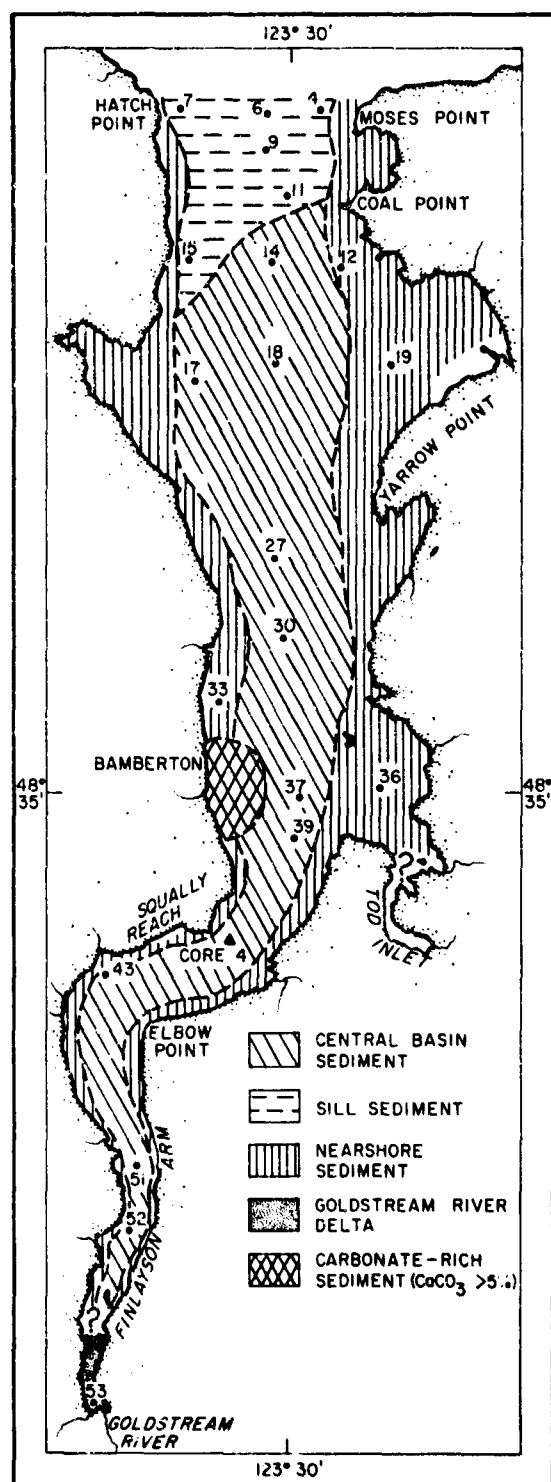 123° 30'
HATCH POINT
7
6
4
7
MOSES POINT
9
11
COAL POINT
15
14
12
17
18
19
YARROW POINT
27
30
33
BAMBERTON
48° 35'
37
36
48° 35'
39
?
TOD INLET
SQUALLY REACH
CORE 4
43
ELBOW POINT
CENTRAL BASIN SEDIMENT
SILL SEDIMENT
NEARSHORE SEDIMENT
GOLDSTREAM RIVER DELTA
CARBONATE-RICH SEDIMENT (CaCO3 >5%)
51
52
FINLAYSON ARM
?
53
GOLDSTREAM RIVER
123° 30'